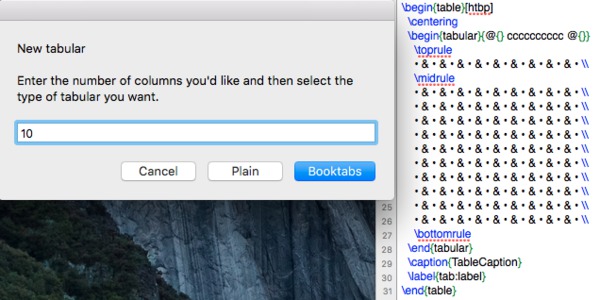 New tabular
Enter the number of columns you'd like and then select the
type of tabular you want.
10
Cancel Plain Booktabs
\begin{table}[htbp]
\centering
\begin{tabular}{@{} cccccccccc @{}}
\toprule
• & • & • & • & • & • & • & • & • & • \\
\midrule
• & • & • & • & • & • & • & • & • & • \\
• & • & • & • & • & • & • & • & • & • \\
• & • & • & • & • & • & • & • & • & • \\
• & • & • & • & • & • & • & • & • & • \\
• & • & • & • & • & • & • & • & • & • \\
• & • & • & • & • & • & • & • & • & • \\
• & • & • & • & • & • & • & • & • & • \\
• & • & • & • & • & • & • & • & • & • \\
25 • & • & • & • & • & • & • & • & • & • \\
26 • & • & • & • & • & • & • & • & • & • \\
27 \bottomrule
28 \end{tabular}
29 \caption{TableCaption}
30 \label{tab:label}
31 \end{table}